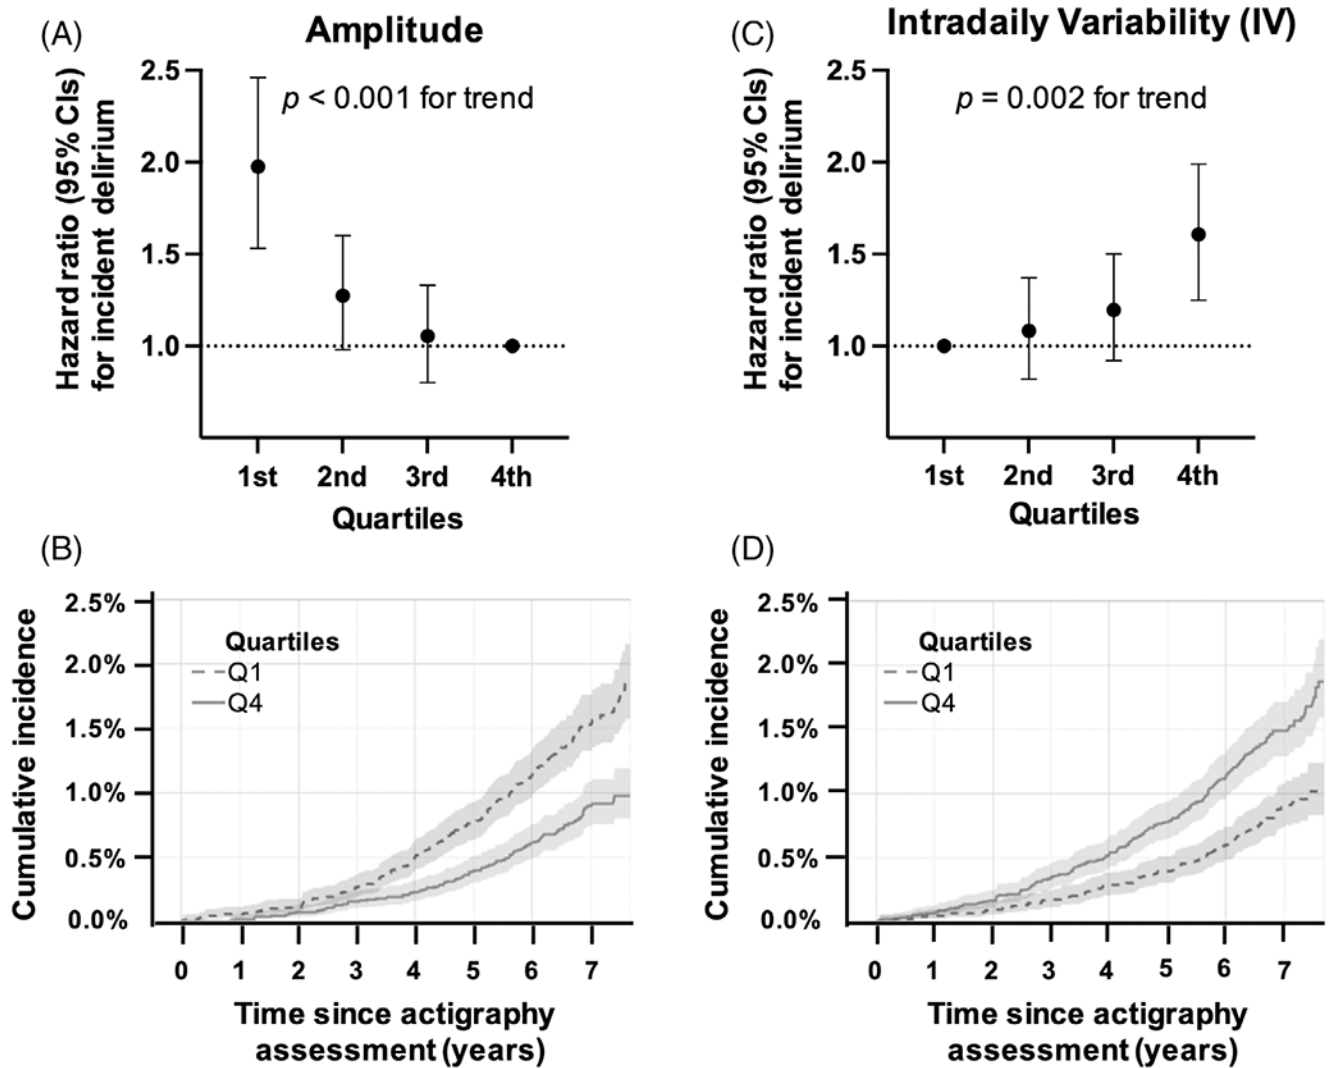 (A)
Amplitude
Hazard ratio (95% CIs)
for incident delirium
2.5
2.0
1.5
1.0
p < 0.001 for trend
1st 2nd 3rd 4th
Quartiles
(C)
Intradaily Variability (IV)
Hazard ratio (95% CIs)
for incident delirium
2.5
2.0
1.5
1.0
p = 0.002 for trend
1st 2nd 3rd 4th
Quartiles
(B)
Cumulative incidence
2.5%
2.0%
1.5%
1.0%
0.5%
0.0%
Quartiles
Q1
Q4
0 1 2 3 4 5 6 7
Time since actigraphy
assessment (years)
(D)
Cumulative incidence
2.5%
2.0%
1.5%
1.0%
0.5%
0.0%
Quartiles
Q1
Q4
0 1 2 3 4 5 6 7
Time since actigraphy
assessment (years)